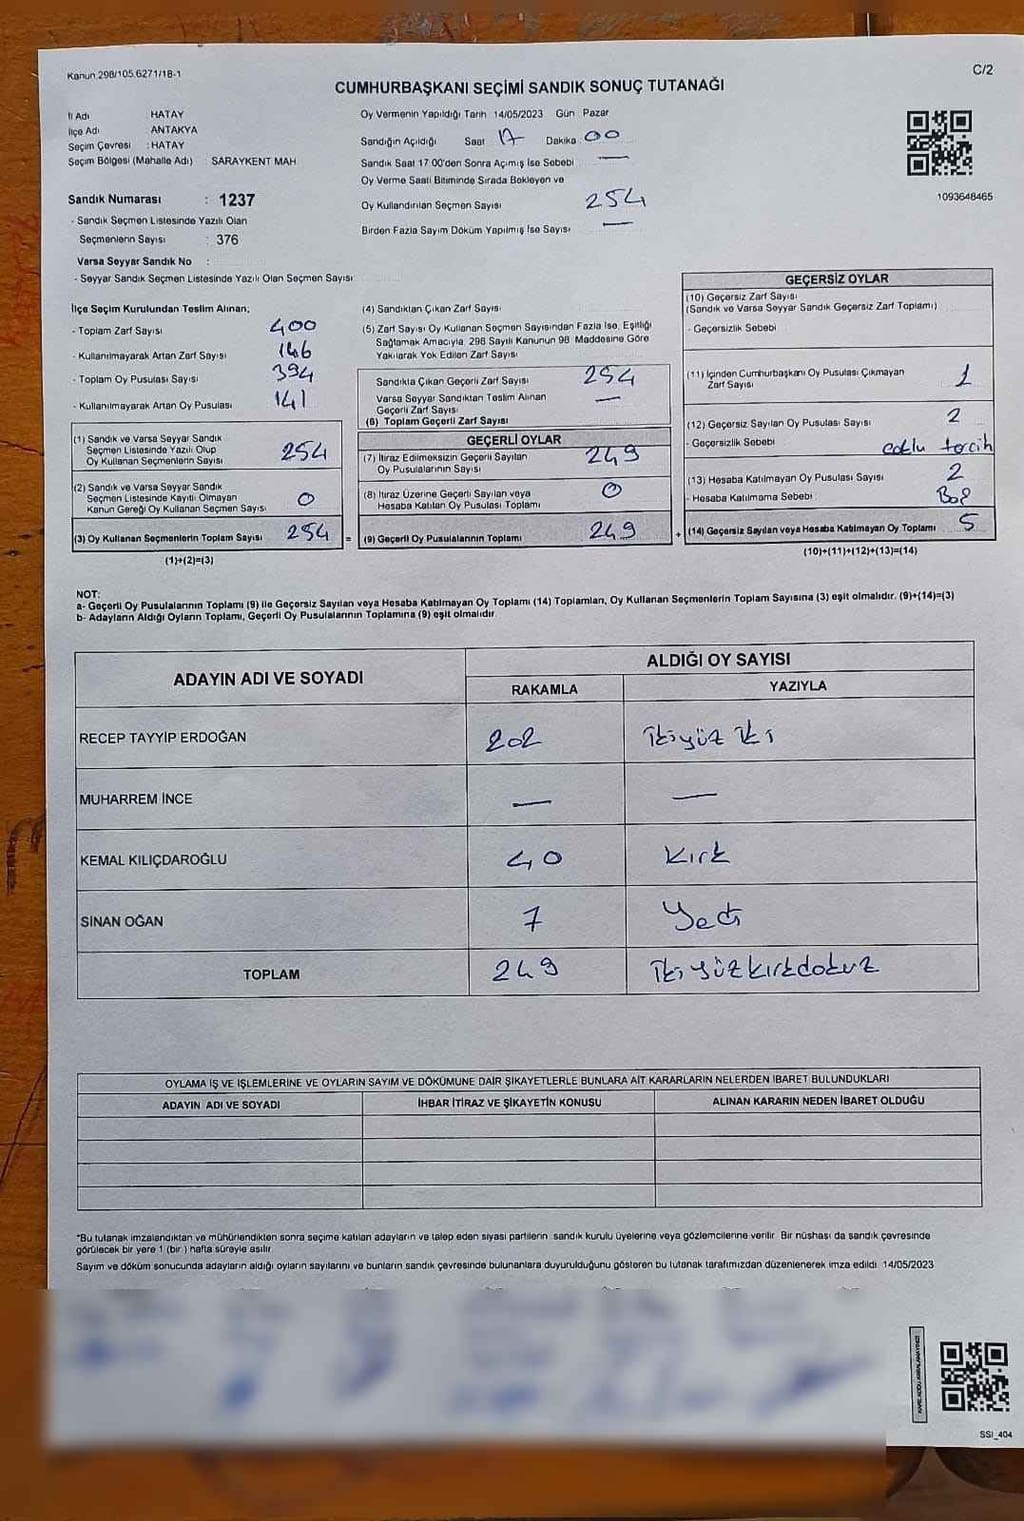 Kanun 298/105.6271/1B-1
C/2
CUMHURBAŞKANI SEÇİMİ SANDIK SONUÇ TUTANAĞI
İl Adı HATAY
İlçe Adı ANTAKYA
Seçim Çevresi : HATAY
Seçim Bölgesi (Mahalle Adı) SARAYKENT MAH
Sandık Numarası : 1237
- Sandık Seçmen Listesinde Yazılı Olan
Seçmenlerin Sayısı : 376
Varsa Seyyar Sandık No :
- Seyyar Sandık Seçmen Listesinde Yazılı Olan Seçmen Sayısı
Oy Vermenin Yapıldığı Tarih 14/05/2023 Gün Pazar
Sandığın Açıldığı Saat 17 Dakika 00
Sandık Saat 17:00'den Sonra Açımış İse Sebebi —
Oy Verme Saati Bitiminde Sırada Bekleyen ve
Oy Kullandırılan Seçmen Sayısı 254
Birden Fazla Sayım Döküm Yapılmış İse Sayısı —
1093648465
İlçe Seçim Kurulundan Teslim Alınan;
- Toplam Zarf Sayısı 400
- Kullanılmayarak Artan Zarf Sayısı 146
- Toplam Oy Pusulası Sayısı 394
- Kullanılmayarak Artan Oy Pusulası 141
(1) Sandık ve Varsa Seyyar Sandık
Seçmen Listesinde Yazılı Olup
Oy Kullanan Seçmenlerin Sayısı 254
(2) Sandık ve Varsa Seyyar Sandık
Seçmen Listesinde Kayıtlı Olmayan
Kanun Gereği Oy Kullanan Seçmen Sayısı 0
(3) Oy Kullanan Seçmenlerin Toplam Sayısı 254 =
(1)+(2)=(3)
(4) Sandıktan Çıkan Zarf Sayısı
(5) Zarf Sayısı Oy Kullanan Seçmen Sayısından Fazla İse, Eşitliği
Sağlamak Amacıyla, 298 Sayılı Kanunun 98. Maddesine Göre
Yakılarak Yok Edilen Zarf Sayısı
Sandıkta Çıkan Geçerli Zarf Sayısı 254
Varsa Seyyar Sandıktan Teslim Alınan
Geçerli Zarf Sayısı —
(6) Toplam Geçerli Zarf Sayısı
GEÇERLİ OYLAR
(7) İtiraz Edilmeksizin Geçerli Sayılan
Oy Pusulalarının Sayısı 249
(8) İtiraz Üzerine Geçerli Sayılan veya
Hesaba Katılan Oy Pusulası Toplamı 0
(9) Geçerli Oy Pusulalarının Toplamı 249 +
GEÇERSİZ OYLAR
(10) Geçersiz Zarf Sayısı
(Sandık ve Varsa Seyyar Sandık Geçersiz Zarf Toplamı)
- Geçersizlik Sebebi
(11) İçinden Cumhurbaşkanı Oy Pusulası Çıkmayan
Zarf Sayısı 1
(12) Geçersiz Sayılan Oy Pusulası Sayısı 2
- Geçersizlik Sebebi çoklu tercih
(13) Hesaba Katılmayan Oy Pusulası Sayısı 2
- Hesaba Katılmama Sebebi Boş
(14) Geçersiz Sayılan veya Hesaba Katılmayan Oy Toplamı 5
(10)+(11)+(12)+(13)=(14)
NOT:
a- Geçerli Oy Pusulalarının Toplamı (9) ile Geçersiz Sayılan veya Hesaba Katılmayan Oy Toplamı (14) Toplamları, Oy Kullanan Seçmenlerin Toplam Sayısına (3) eşit olmalıdır. (9)+(14)=(3)
b- Adayların Aldığı Oyların Toplamı, Geçerli Oy Pusulalarının Toplamına (9) eşit olmalıdır
ADAYIN ADI VE SOYADI ALDIĞI OY SAYISI
RAKAMLA YAZIYLA
RECEP TAYYİP ERDOĞAN 202 ikiyüz iki
MUHARREM İNCE — —
KEMAL KILIÇDAROĞLU 40 Kırk
SİNAN OĞAN 7 Yedi
TOPLAM 249 ikiyüzkırkdokuz
OYLAMA İŞ VE İŞLEMLERİNE VE OYLARIN SAYIM VE DÖKÜMÜNE DAİR ŞİKAYETLERLE BUNLARA AİT KARARLARIN NELERDEN İBARET BULUNDUKLARI
ADAYIN ADI VE SOYADI İHBAR İTİRAZ VE ŞİKAYETİN KONUSU ALINAN KARARIN NEDEN İBARET OLDUĞU
*Bu tutanak imzalandıktan ve mühürlendikten sonra seçime katılan adayların ve talep eden siyasi partilerin sandık kurulu üyelerine veya gözlemcilerine verilir. Bir nüshası da sandık çevresinde
görülecek bir yere 1 (bir ) hafta süreyle asılır
Sayım ve döküm sonucunda adayların aldığı oyların sayılarını ve bunların sandık çevresinde bulunanlara duyurulduğunu gösteren bu tutanak tarafımızdan düzenlenerek imza edildi. 14/05/2023
SSI_404